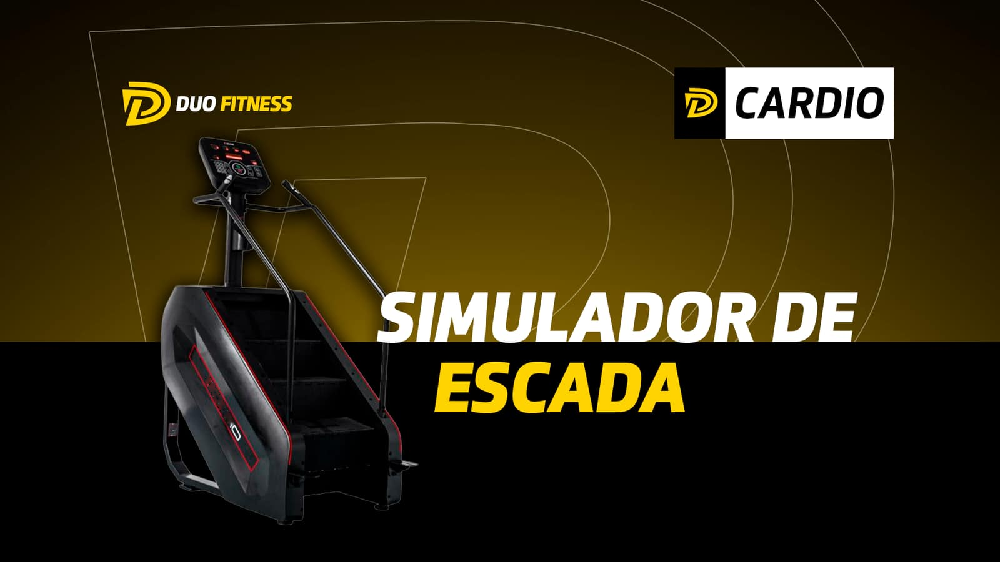 DUO FITNESS
CARDIO
SIMULADOR DE
ESCADA